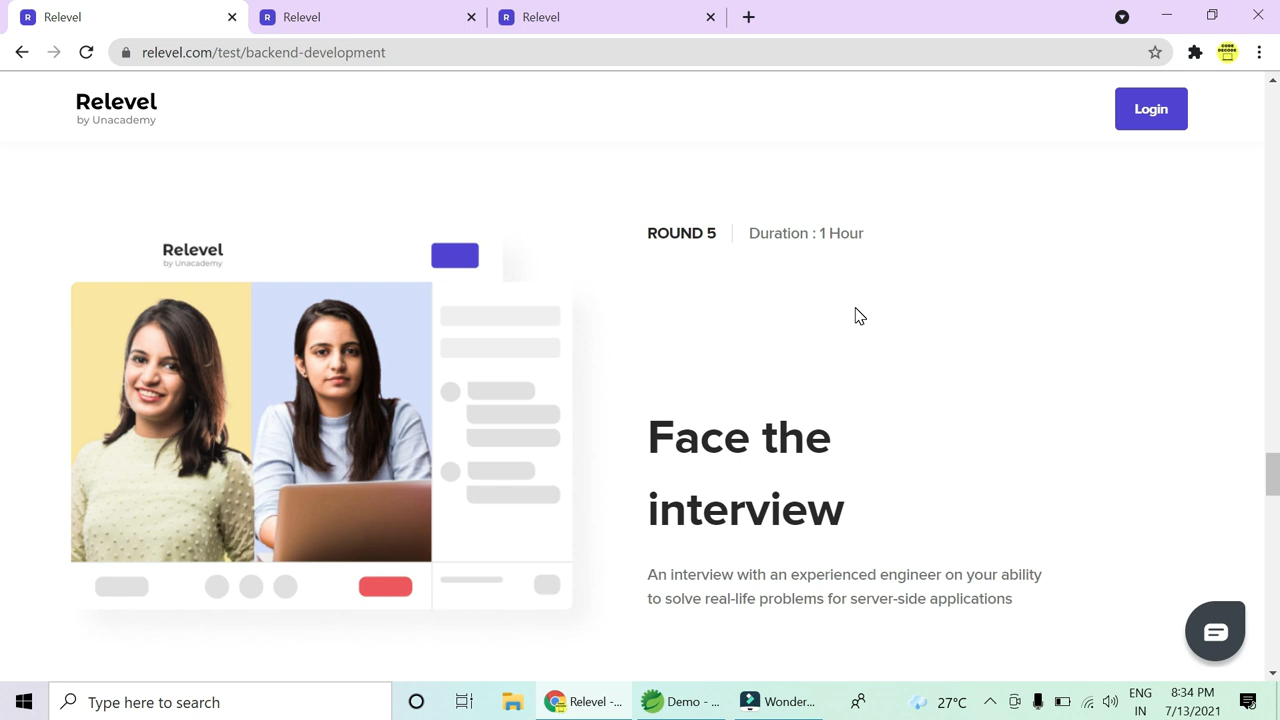 Relevel
Relevel
Relevel
relevel.com/test/backend-development
CODE
DECODE
Relevel
by Unacademy
Login
ROUND 5
Duration : 1 Hour
Relevel
by Unacademy
Face the
interview
An interview with an experienced engineer on your ability
to solve real-life problems for server-side applications
Type here to search
Relevel -...
Demo - ...
Wonder...
27°C
ENG
IN
8:34 PM
7/13/2021